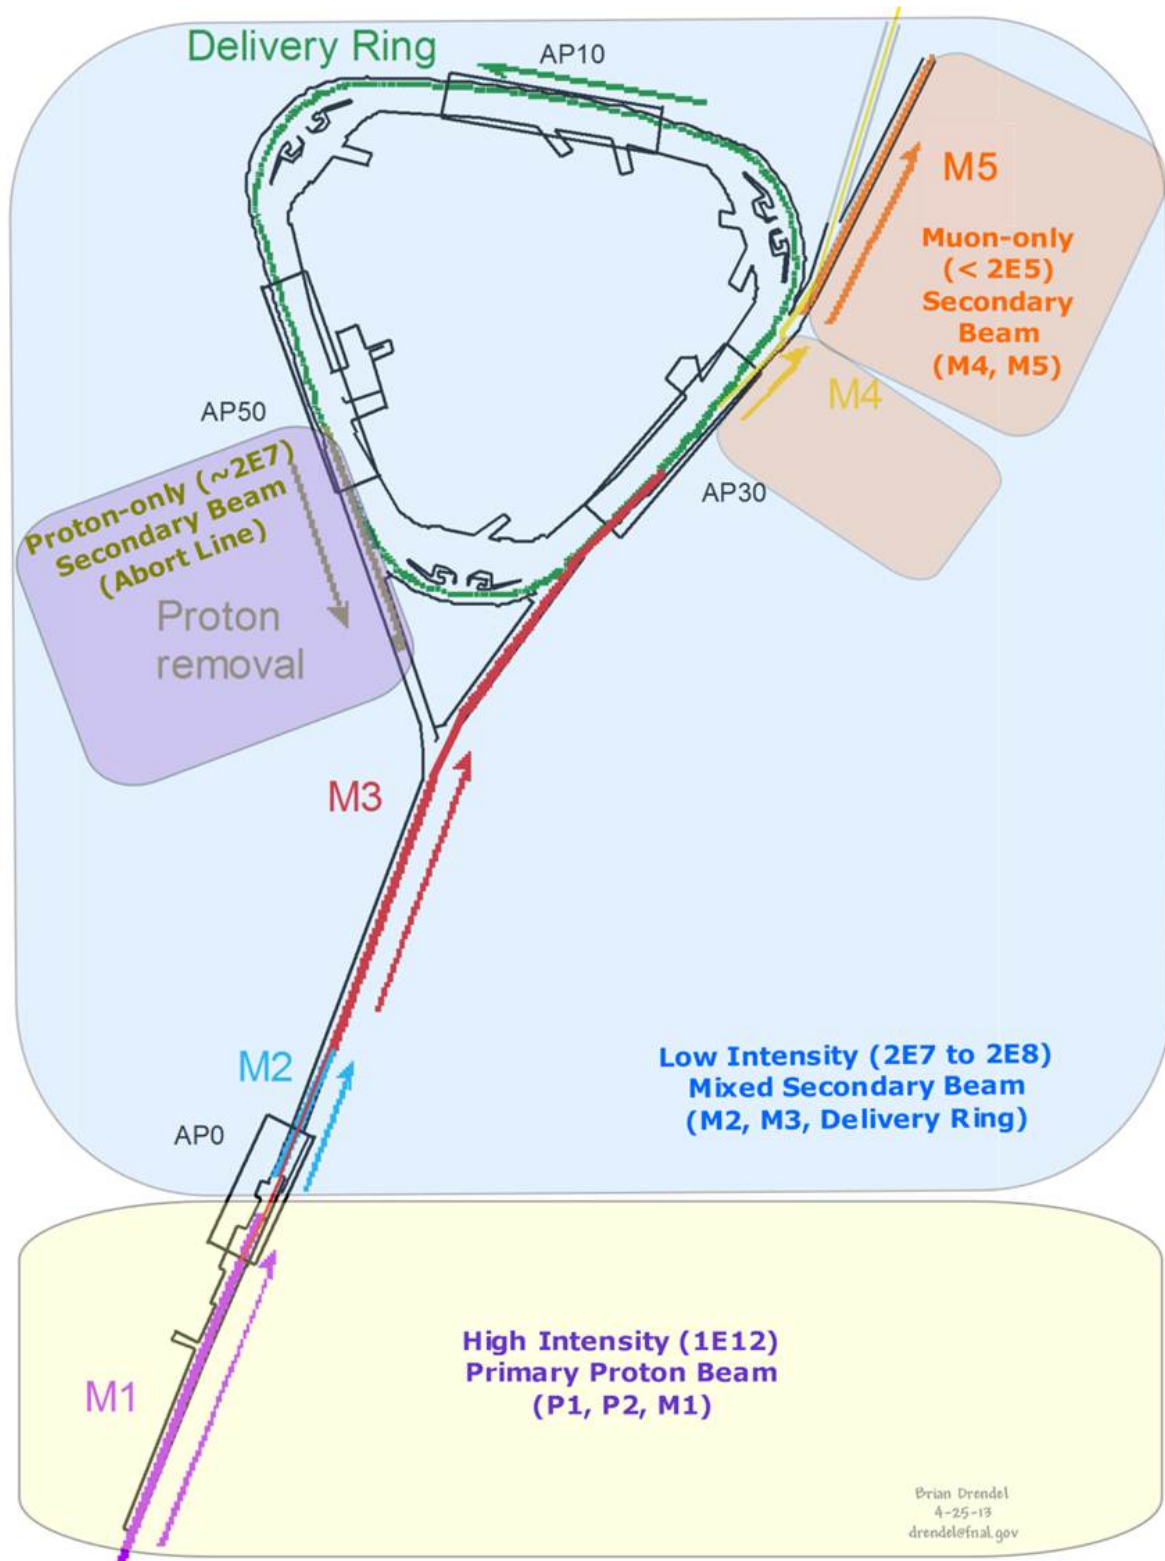 Delivery Ring
AP10
M5
Muon-only
(< 2E5)
Secondary
Beam
(M4, M5)
M4
AP50
AP30
Proton-only (~2E7)
Secondary Beam
(Abort Line)
Proton
removal
M3
M2
Low Intensity (2E7 to 2E8)
Mixed Secondary Beam
(M2, M3, Delivery Ring)
AP0
High Intensity (1E12)
Primary Proton Beam
(P1, P2, M1)
M1
Brian Drendel
4-25-13
drendel@fnal.gov